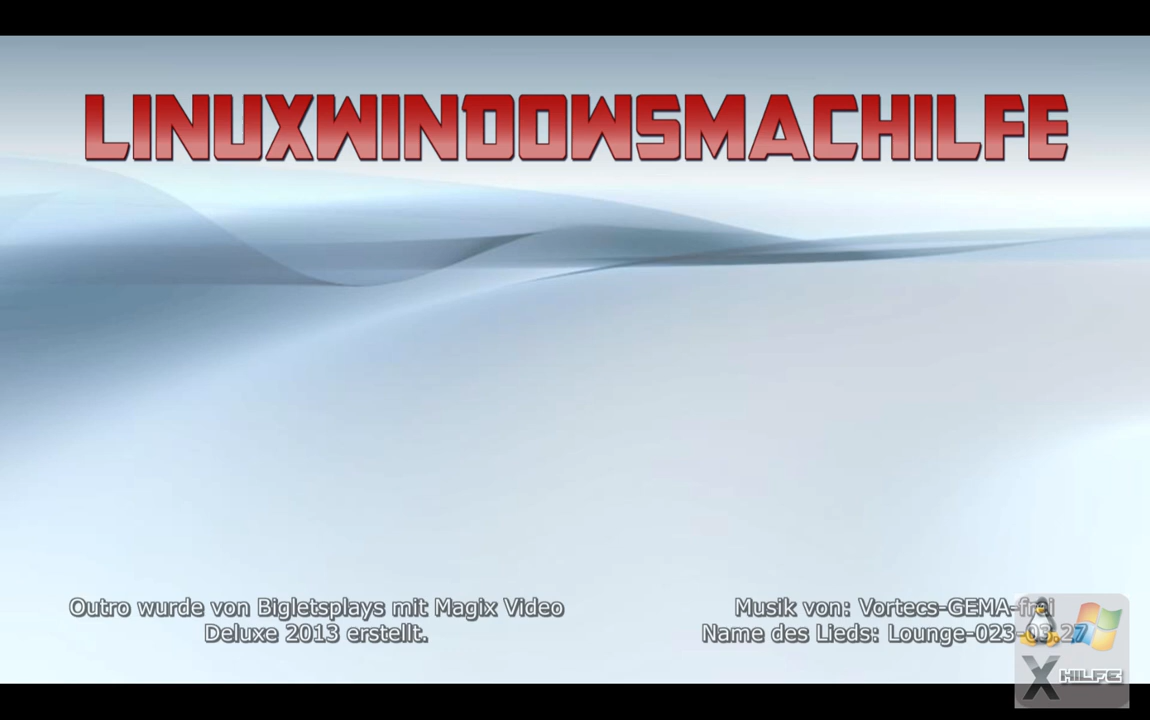 LINUXWINDOWSMACHILFE
Outro wurde von Bigletsplays mit Magix Video
Deluxe 2013 erstellt.
Musik von: Vortecs-GEMA-frei
Name des Lieds: Lounge-023-03.27
X HILFE